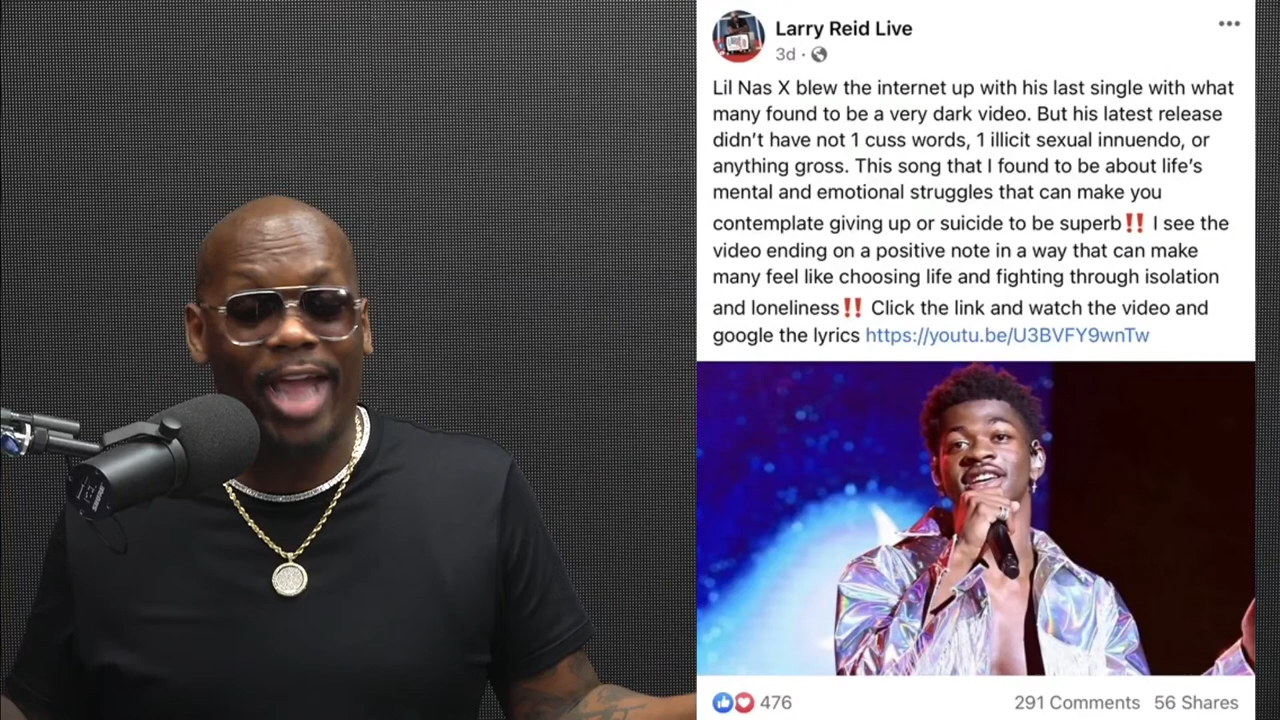 Larry Reid Live
3d ·
Lil Nas X blew the internet up with his last single with what
many found to be a very dark video. But his latest release
didn't have not 1 cuss words, 1 illicit sexual innuendo, or
anything gross. This song that I found to be about life's
mental and emotional struggles that can make you
contemplate giving up or suicide to be superb‼️ I see the
video ending on a positive note in a way that can make
many feel like choosing life and fighting through isolation
and loneliness‼️ Click the link and watch the video and
google the lyrics https://youtu.be/U3BVFY9wnTw
476
291 Comments 56 Shares